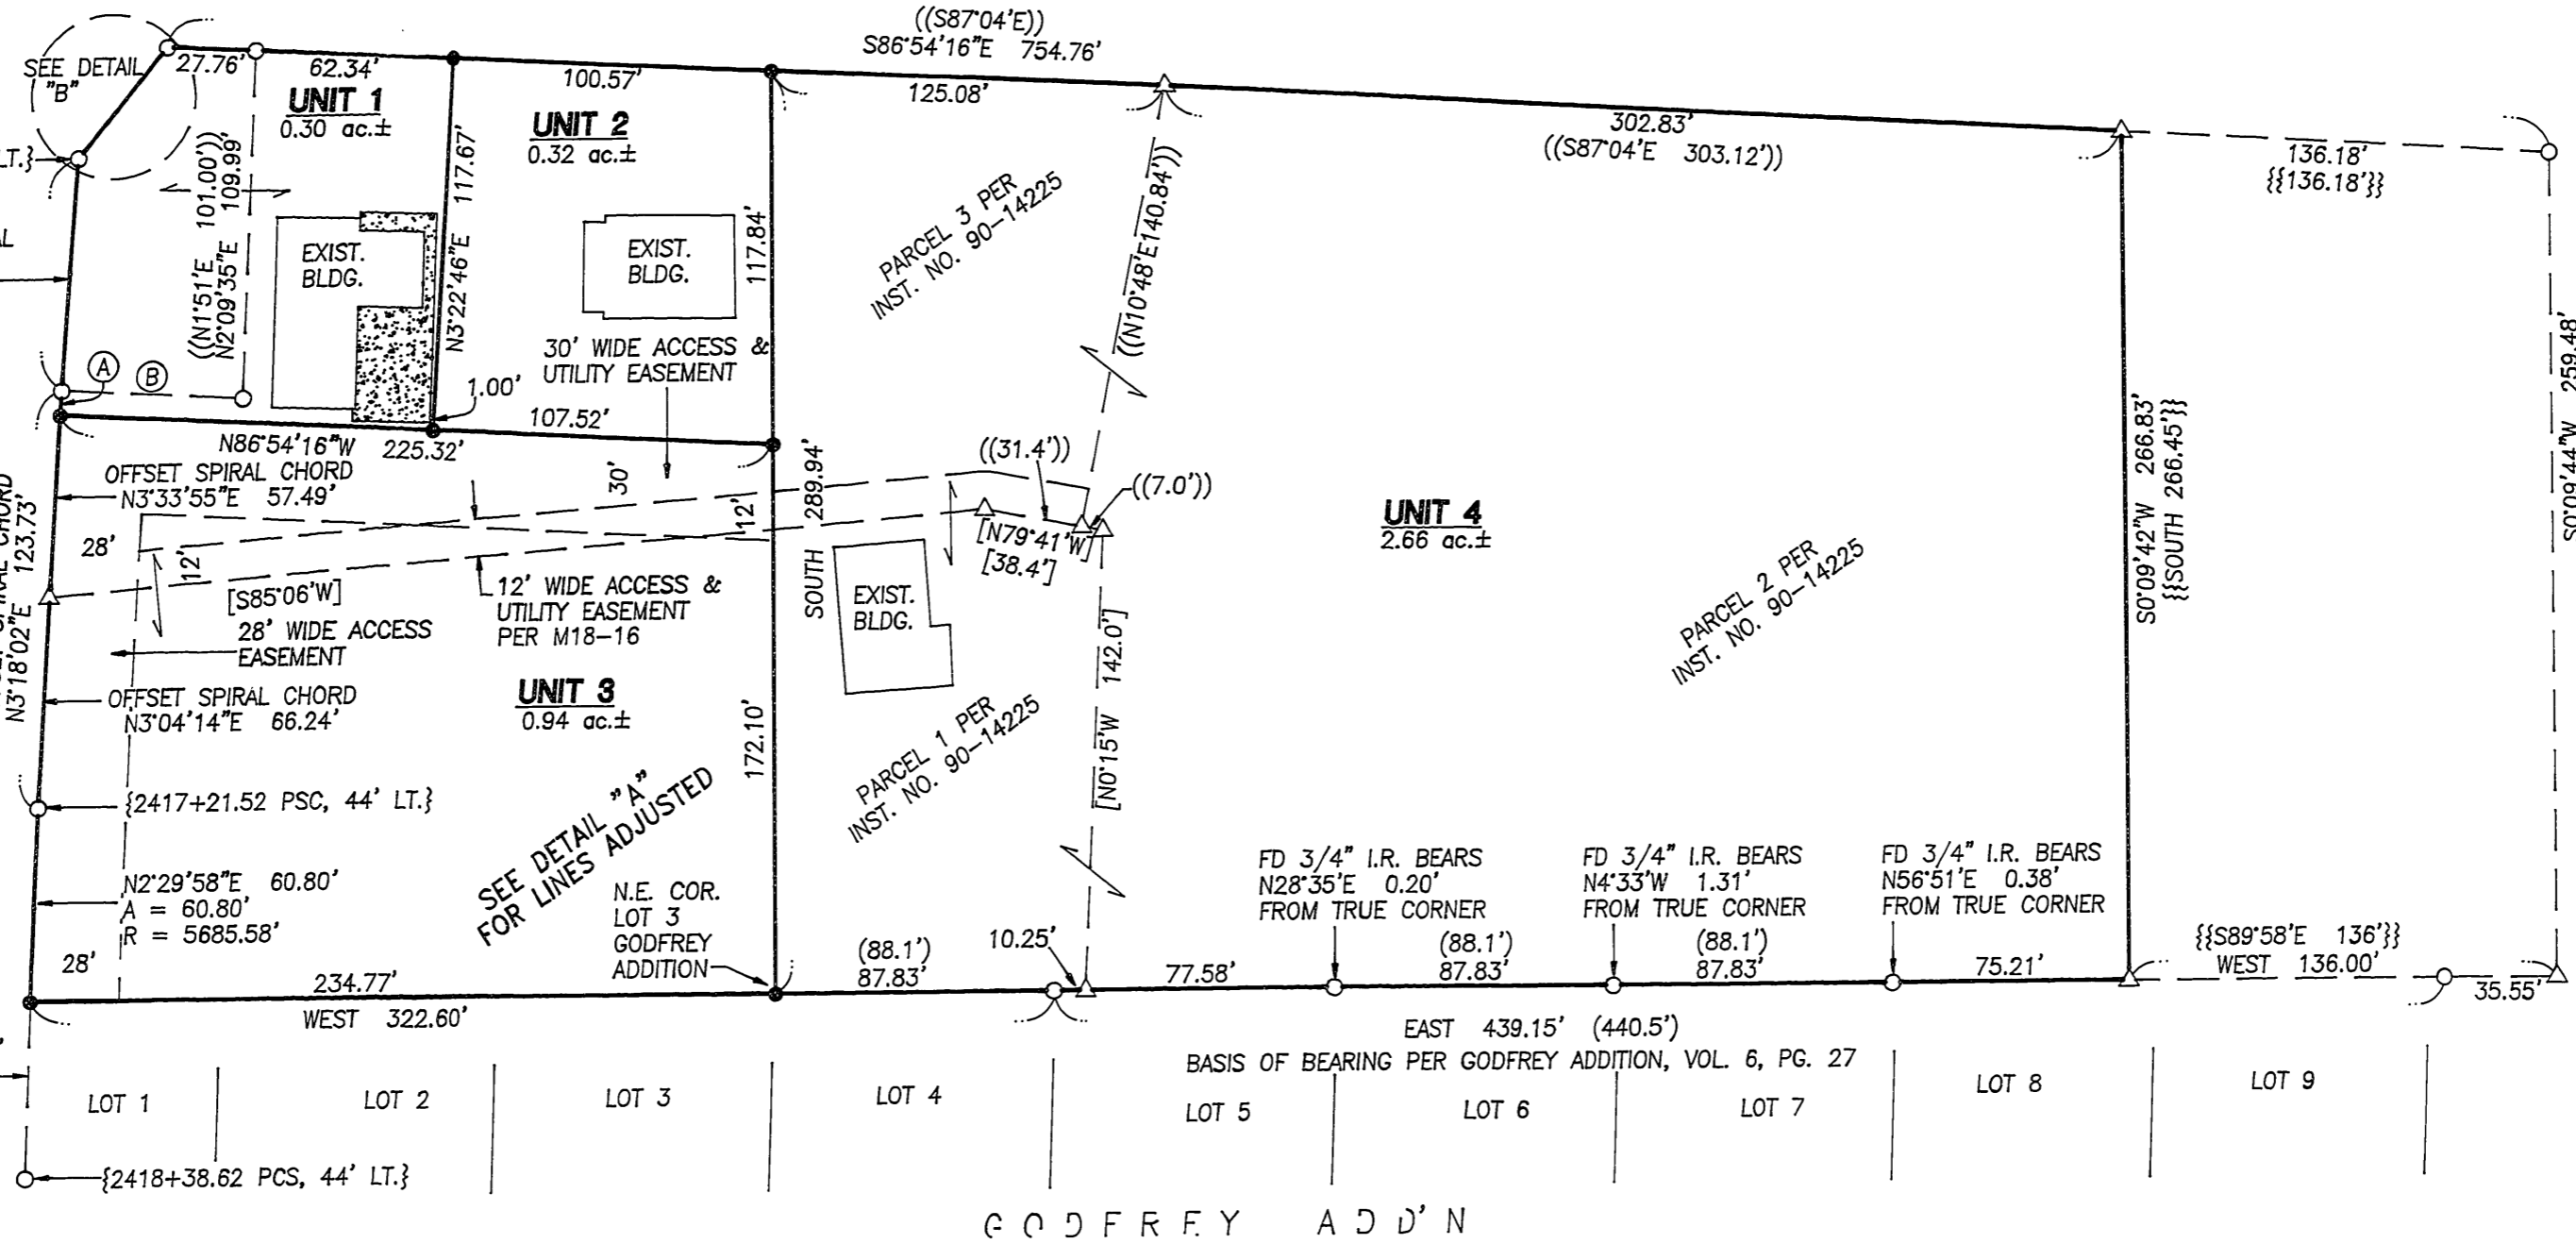 ((S87°04'E))
S86°54'16"E 754.76'
SEE DETAIL
"B"
27.76'
62.34'
100.57'
125.08'
302.83'
((S87°04'E 303.12'))
136.18'
{{136.18'}}
UNIT 1
0.30 ac.±
UNIT 2
0.32 ac.±
LT.}
((N1°51'E 101.00'))
N2°09'35"E 109.99'
117.67'
N3°22'46"E
117.84'
EXIST.
BLDG.
EXIST.
BLDG.
PARCEL 3 PER
INST. NO. 90-14225
((N10°48'E140.84'))
30' WIDE ACCESS &
UTILITY EASEMENT
A
B
1.00'
107.52'
N86°54'16"W
225.32'
OFFSET SPIRAL CHORD
N3°33'55"E 57.49'
30'
12'
289.94'
SOUTH
((31.4'))
((7.0'))
[N79°41'W]
[38.4']
UNIT 4
2.66 ac.±
S0°09'42"W 266.83'
{{SOUTH 266.45'}}
S0°09'44"W 259.48'
SPIRAL CHORD
N3°18'02"E 123.73'
28'
12'
[S85°06'W]
28' WIDE ACCESS
EASEMENT
12' WIDE ACCESS &
UTILITY EASEMENT
PER M18-16
EXIST.
BLDG.
PARCEL 2 PER
INST. NO. 90-14225
OFFSET SPIRAL CHORD
N3°04'14"E 66.24'
UNIT 3
0.94 ac.±
172.10'
PARCEL 1 PER
INST. NO. 90-14225
[N0°15'W 142.0']
{2417+21.52 PSC, 44' LT.}
SEE DETAIL "A"
FOR LINES ADJUSTED
N2°29'58"E 60.80'
A = 60.80'
R = 5685.58'
28'
N.E. COR.
LOT 3
GODFREY
ADDITION
FD 3/4" I.R. BEARS
N28°35'E 0.20'
FROM TRUE CORNER
FD 3/4" I.R. BEARS
N4°33'W 1.31'
FROM TRUE CORNER
FD 3/4" I.R. BEARS
N56°51'E 0.38'
FROM TRUE CORNER
234.77'
WEST 322.60'
(88.1')
87.83'
10.25'
77.58'
(88.1')
87.83'
(88.1')
87.83'
75.21'
{{S89°58'E 136'}}
WEST 136.00'
35.55'
EAST 439.15' (440.5')
BASIS OF BEARING PER GODFREY ADDITION, VOL. 6, PG. 27
LOT 1
LOT 2
LOT 3
LOT 4
LOT 5
LOT 6
LOT 7
LOT 8
LOT 9
{2418+38.62 PCS, 44' LT.}
GODFREY ADD'N